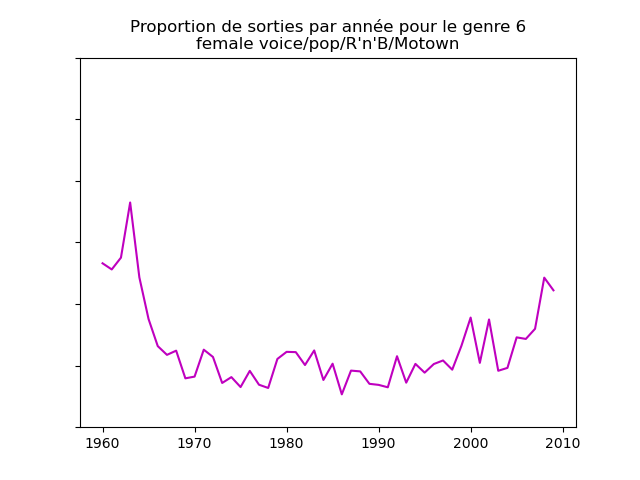 Proportion de sorties par année pour le genre 6
female voice/pop/R'n'B/Motown
1960 1970 1980 1990 2000 2010